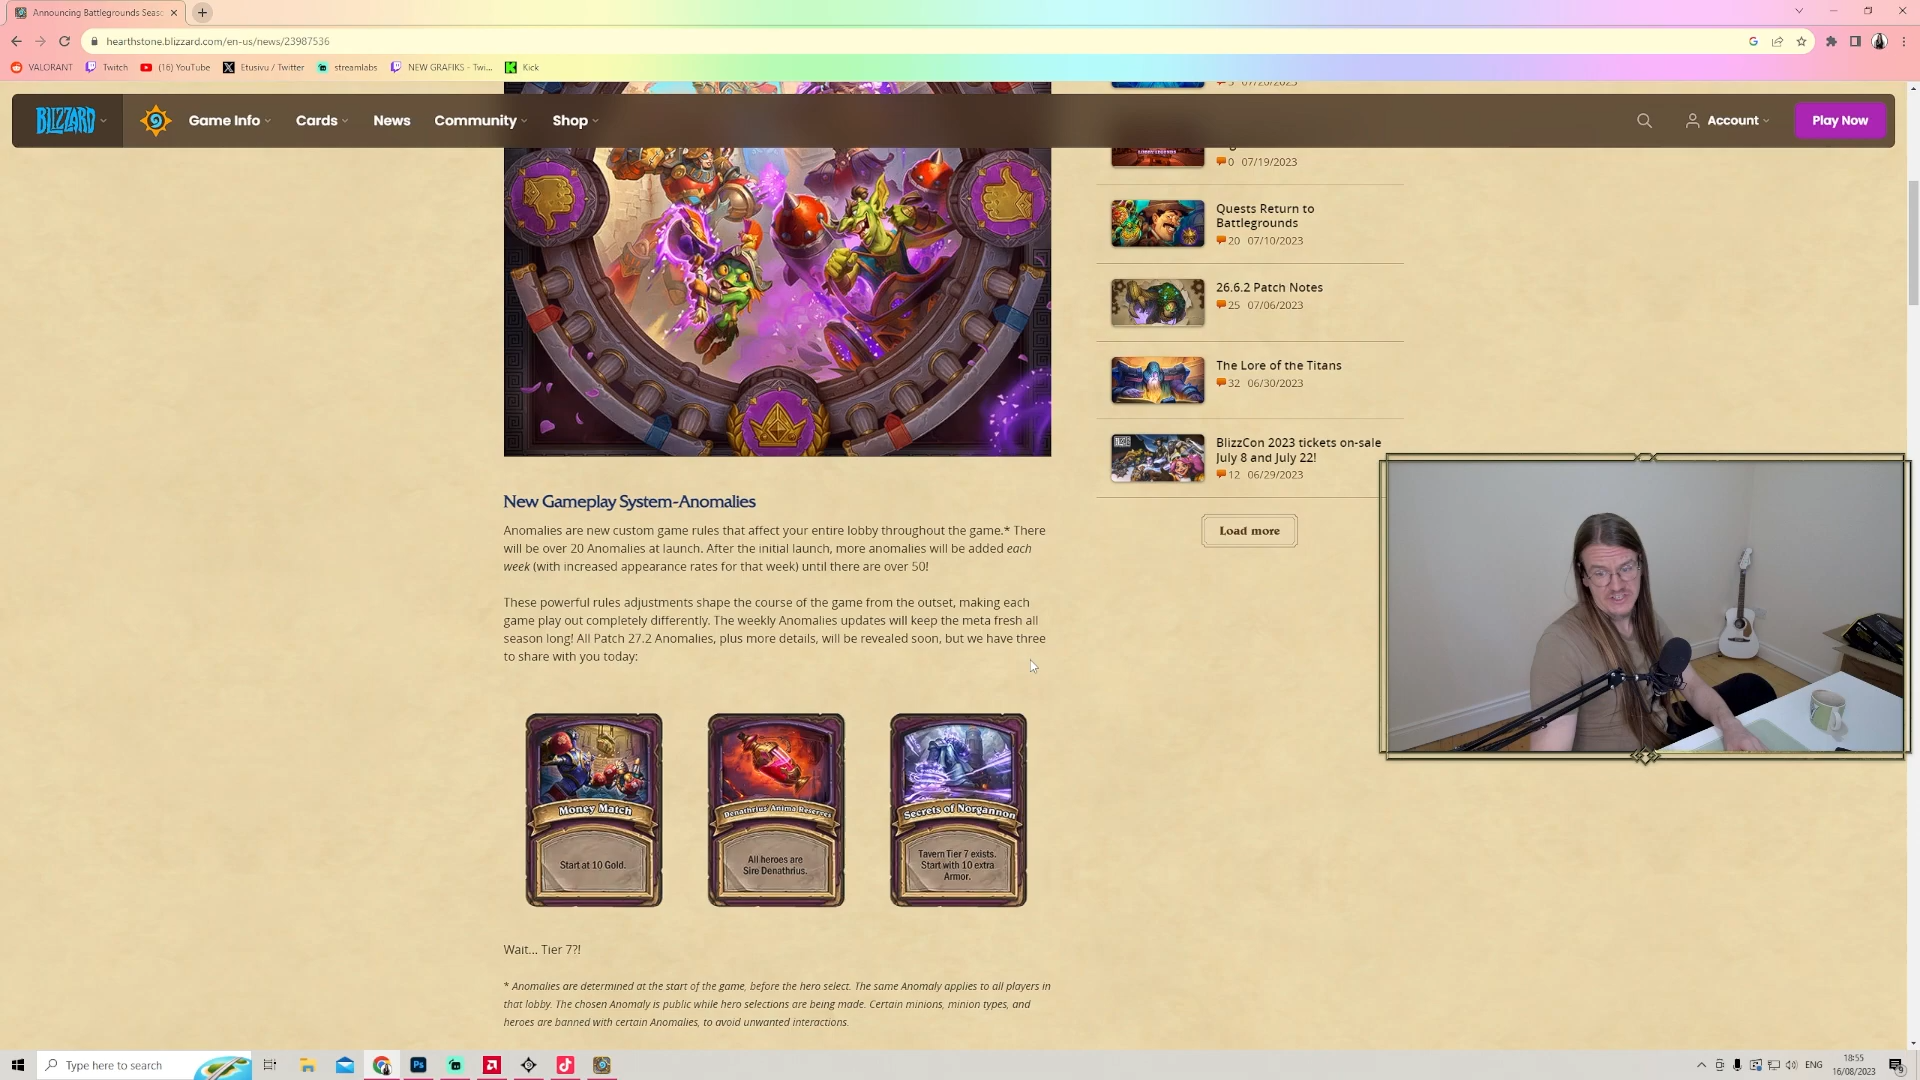 Announcing Battlegrounds Seas
hearthstone.blizzard.com/en-us/news/23987536
VALORANT
Twitch
(16) YouTube
Etusivu / Twitter
streamlabs
NEW GRAFIKS - Twi...
Kick
BLIZZARD
Game Info
Cards
News
Community
Shop
Account
Play Now
0 07/19/2023
Quests Return to
Battlegrounds
20 07/10/2023
26.6.2 Patch Notes
25 07/06/2023
The Lore of the Titans
32 06/30/2023
BlizzCon 2023 tickets on-sale
July 8 and July 22!
12 06/29/2023
Load more
New Gameplay System-Anomalies
Anomalies are new custom game rules that affect your entire lobby throughout the game.* There
will be over 20 Anomalies at launch. After the initial launch, more anomalies will be added each
week (with increased appearance rates for that week) until there are over 50!
These powerful rules adjustments shape the course of the game from the outset, making each
game play out completely differently. The weekly Anomalies updates will keep the meta fresh all
season long! All Patch 27.2 Anomalies, plus more details, will be revealed soon, but we have three
to share with you today:
Money Match
Start at 10 Gold.
Denathrius' Anima Reserves
All heroes are
Sire Denathrius.
Secrets of Norgannon
Tavern Tier 7 exists.
Start with 10 extra
Armor.
Wait... Tier 7?!
* Anomalies are determined at the start of the game, before the hero select. The same Anomaly applies to all players in
that lobby. The chosen Anomaly is public while hero selections are being made. Certain minions, minion types, and
heroes are banned with certain Anomalies, to avoid unwanted interactions.
Type here to search
Ps
ENG
18:55
16/08/2023